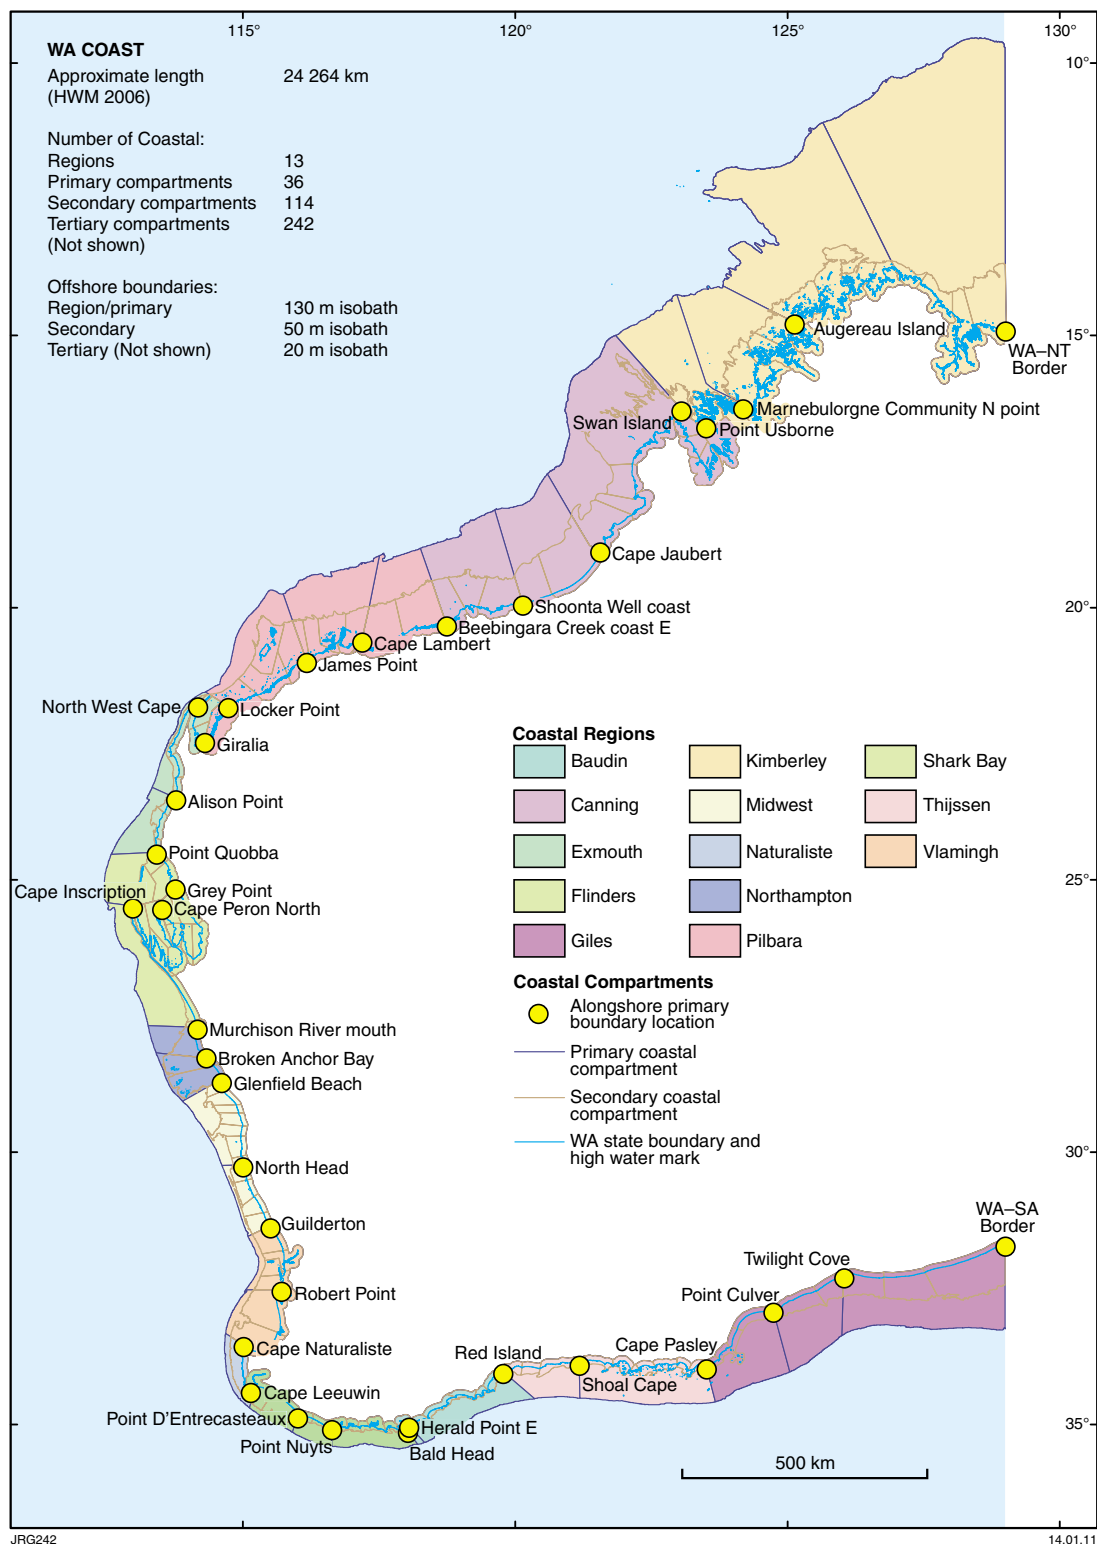 115°
120°
125°
130°
WA COAST
Approximate length 24 264 km
(HWM 2006)
Number of Coastal:
Regions 13
Primary compartments 36
Secondary compartments 114
Tertiary compartments 242
(Not shown)
Offshore boundaries:
Region/primary 130 m isobath
Secondary 50 m isobath
Tertiary (Not shown) 20 m isobath
10°
15°
20°
25°
30°
35°
Augereau Island
WA–NT
Border
Marnebulorgne Community N point
Swan Island
Point Usborne
Cape Jaubert
Shoonta Well coast
Beebingara Creek coast E
Cape Lambert
James Point
North West Cape
Locker Point
Giralia
Alison Point
Point Quobba
Cape Inscription
Grey Point
Cape Peron North
Murchison River mouth
Broken Anchor Bay
Glenfield Beach
North Head
Guilderton
Robert Point
Cape Naturaliste
Cape Leeuwin
Point D'Entrecasteaux
Point Nuyts
Herald Point E
Bald Head
Red Island
Shoal Cape
Cape Pasley
Point Culver
Twilight Cove
WA–SA
Border
Coastal Regions
Baudin
Canning
Exmouth
Flinders
Giles
Kimberley
Midwest
Naturaliste
Northampton
Pilbara
Shark Bay
Thijssen
Vlamingh
Coastal Compartments
Alongshore primary
boundary location
Primary coastal
compartment
Secondary coastal
compartment
WA state boundary and
high water mark
500 km
JRG242
14.01.11